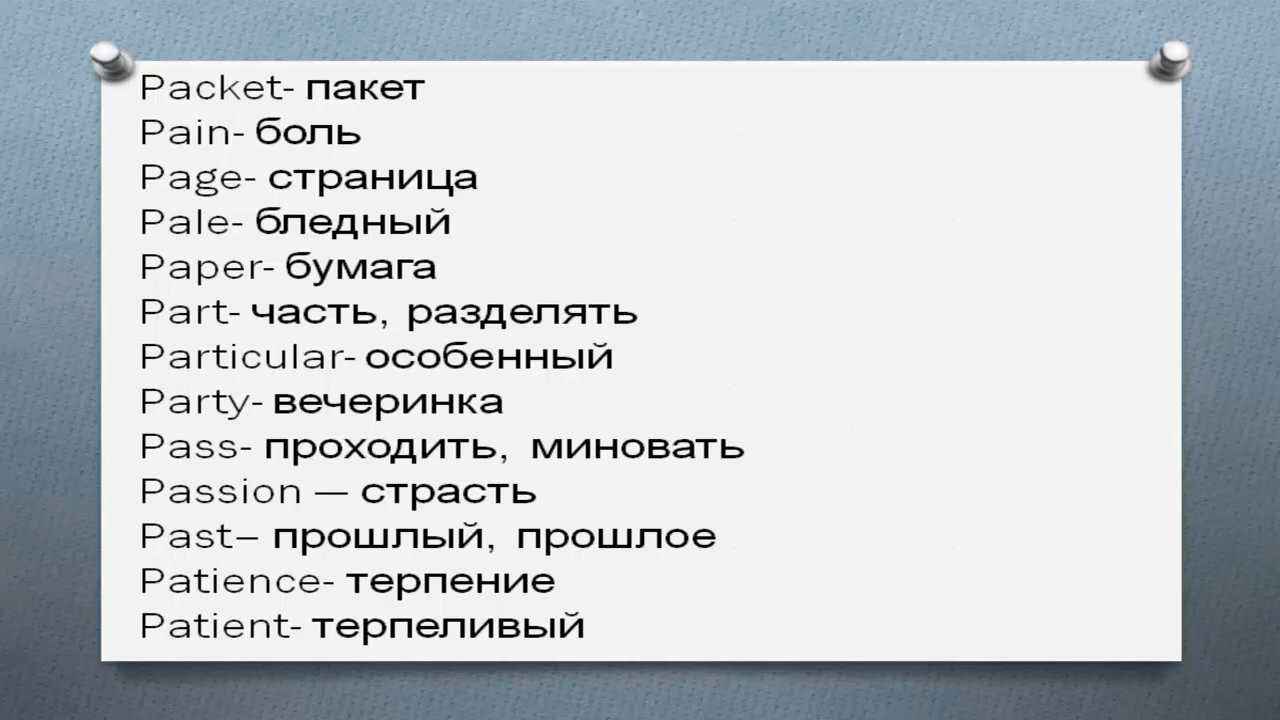 Packet- пакет
Pain- боль
Page- страница
Pale- бледный
Paper- бумага
Part- часть, разделять
Particular- особенный
Party- вечеринка
Pass- проходить, миновать
Passion — страсть
Past– прошлый, прошлое
Patience- терпение
Patient- терпеливый